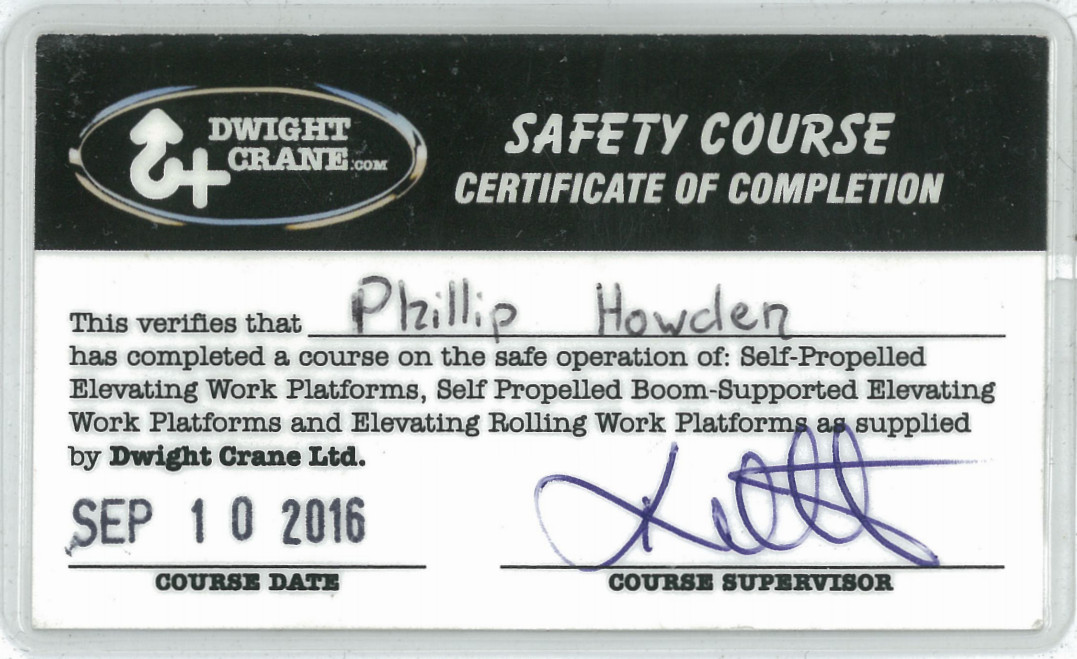 DWIGHT
CRANE.COM
SAFETY COURSE
CERTIFICATE OF COMPLETION
This verifies that Phillip Howden
has completed a course on the safe operation of: Self-Propelled
Elevating Work Platforms, Self Propelled Boom-Supported Elevating
Work Platforms and Elevating Rolling Work Platforms as supplied
by Dwight Crane Ltd.
SEP 10 2016
COURSE DATE
COURSE SUPERVISOR